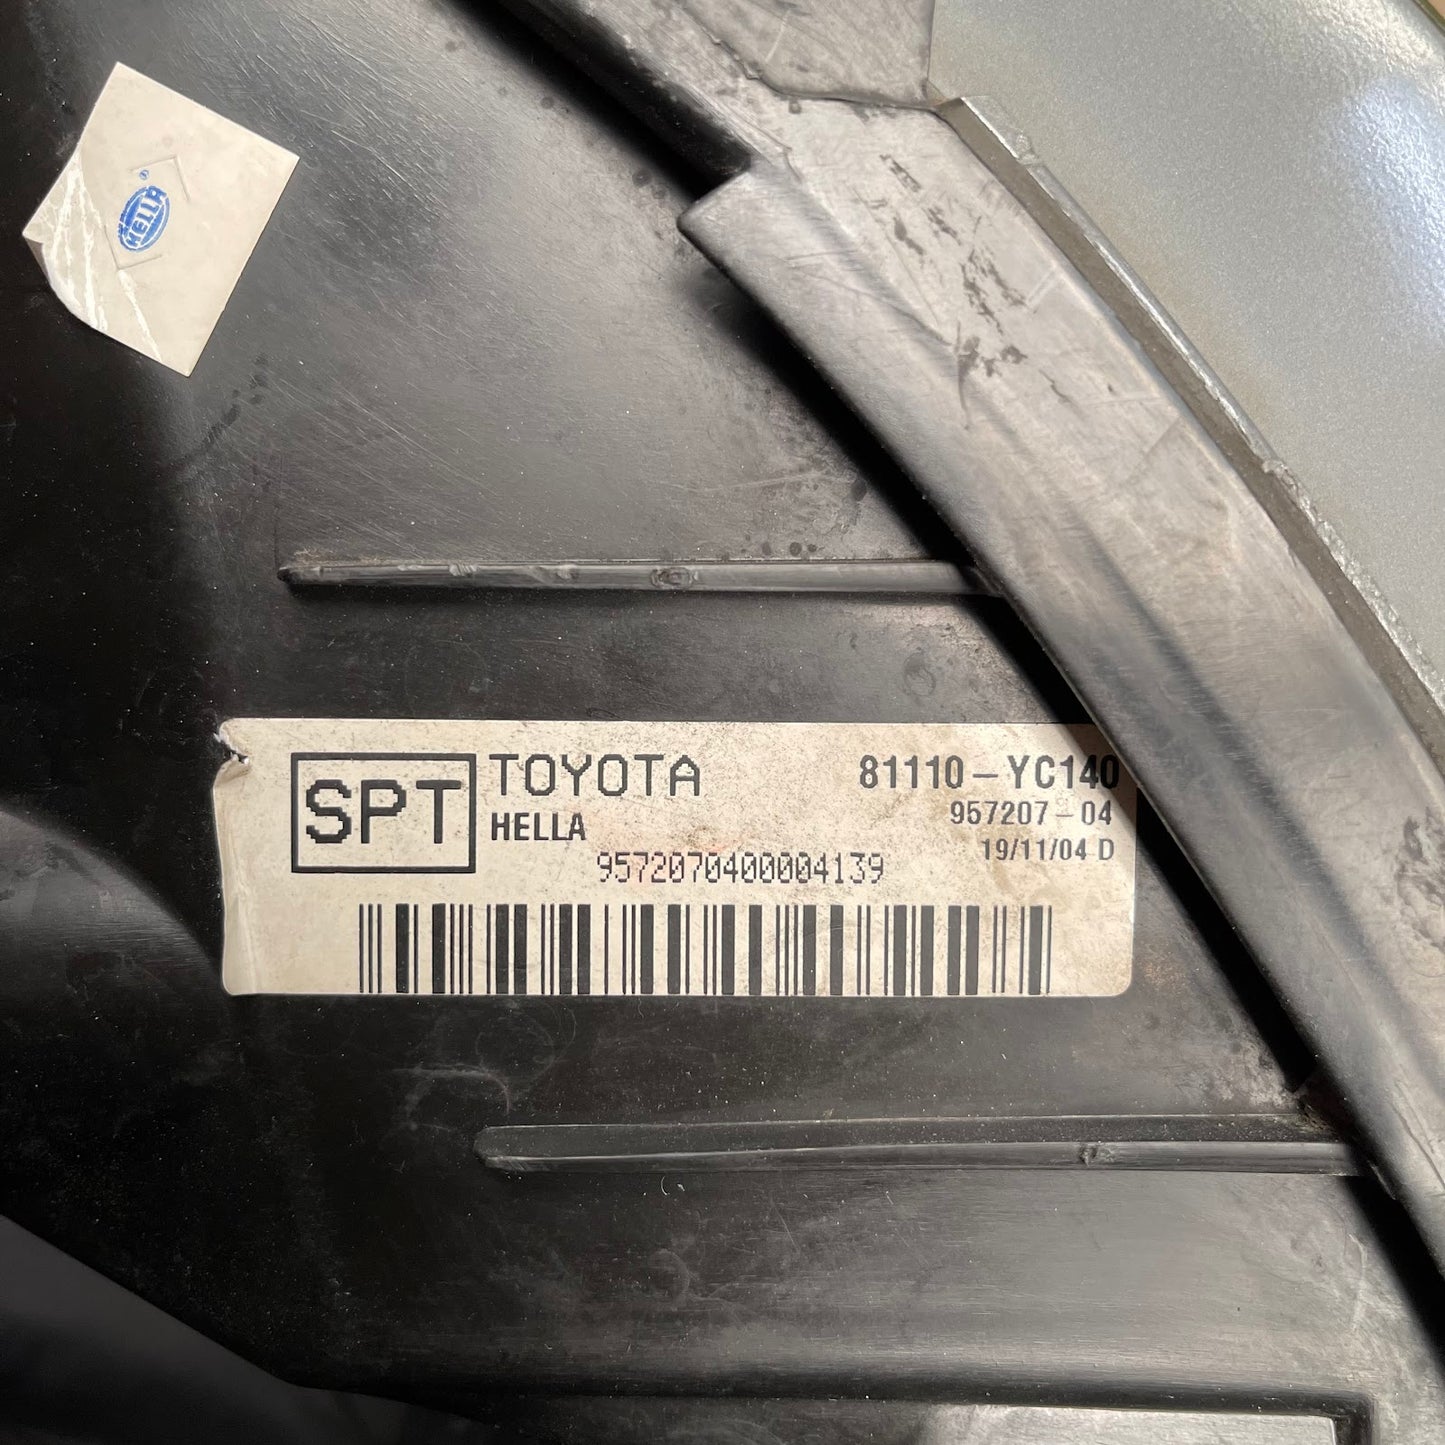 HELLA
®
SPT
TOYOTA
HELLA
81110-YC140
957207-04
19/11/04 D
9572070400004139